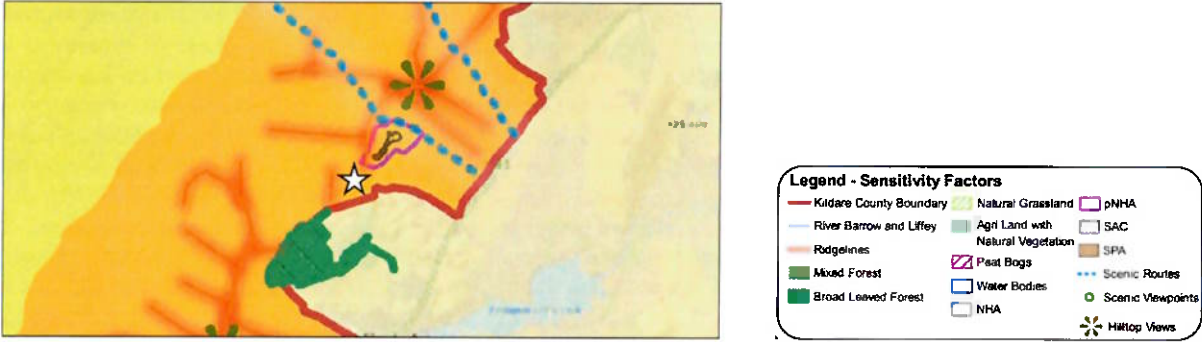 Legend - Sensitivity Factors
Kildare County Boundary
River Barrow and Liffey
Ridgelines
Mixed Forest
Broad Leaved Forest
Natural Grassland
Agri Land with
Natural Vegetation
Peat Bogs
Water Bodies
NHA
pNHA
SAC
SPA
Scenic Routes
Scenic Viewpoints
Hilltop Views